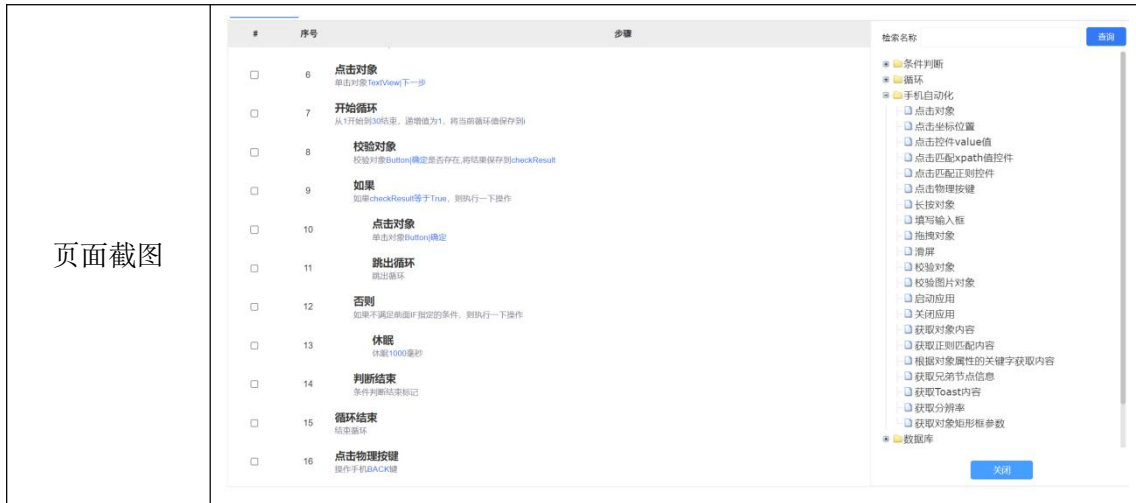 页面截图
#
序号
步骤
6
点击对象
单击对象TextView|下一步
7
开始循环
从1开始到30结束，递增值为1，将当前循环值保存到i
8
校验对象
校验对象Button|确定是否存在,将结果保存到checkResult
9
如果
如果checkResult等于True，则执行一下操作
10
点击对象
单击对象Button|确定
11
跳出循环
跳出循环
12
否则
如果不满足前面IF指定的条件，则执行一下操作
13
休眠
休眠1000毫秒
14
判断结束
条件判断结束标记
15
循环结束
结束循环
16
点击物理按键
操作手机BACK键
检索名称
查询
条件判断
循环
手机自动化
点击对象
点击坐标位置
点击控件value值
点击匹配xpath值控件
点击匹配正则控件
点击物理按键
长按对象
填写输入框
拖拽对象
滑屏
校验对象
校验图片对象
启动应用
关闭应用
获取对象内容
获取正则匹配内容
根据对象属性的关键字获取内容
获取兄弟节点信息
获取Toast内容
获取分辨率
获取对象矩形框参数
数据库
关闭